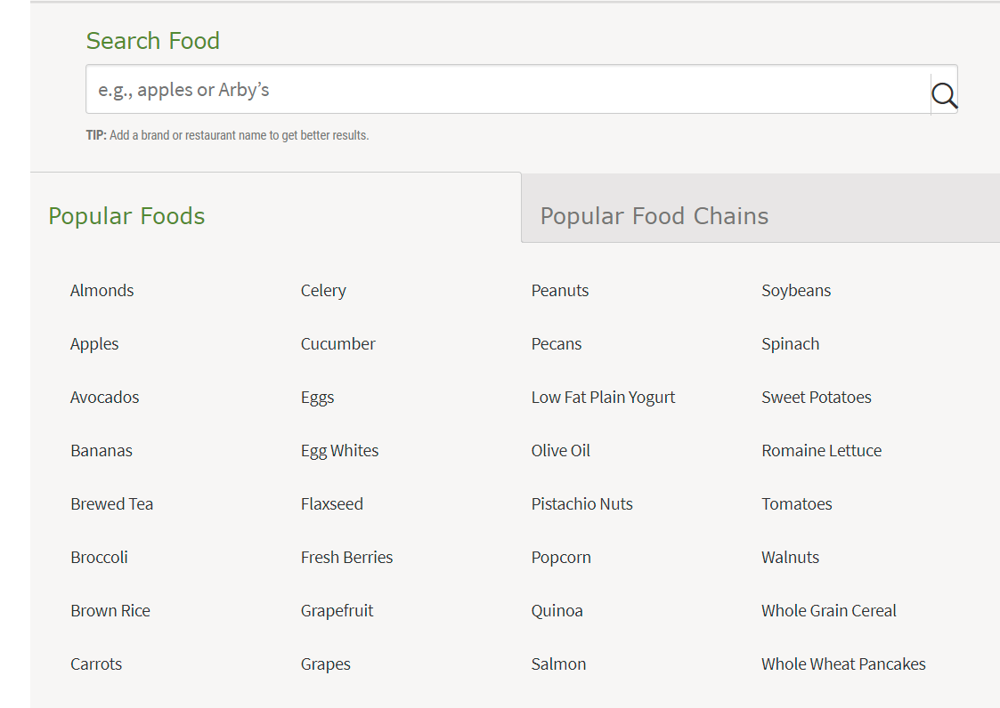 Search Food
e.g., apples or Arby’s
TIP: Add a brand or restaurant name to get better results.
Popular Foods
Popular Food Chains
Almonds
Apples
Avocados
Bananas
Brewed Tea
Broccoli
Brown Rice
Carrots
Celery
Cucumber
Eggs
Egg Whites
Flaxseed
Fresh Berries
Grapefruit
Grapes
Peanuts
Pecans
Low Fat Plain Yogurt
Olive Oil
Pistachio Nuts
Popcorn
Quinoa
Salmon
Soybeans
Spinach
Sweet Potatoes
Romaine Lettuce
Tomatoes
Walnuts
Whole Grain Cereal
Whole Wheat Pancakes